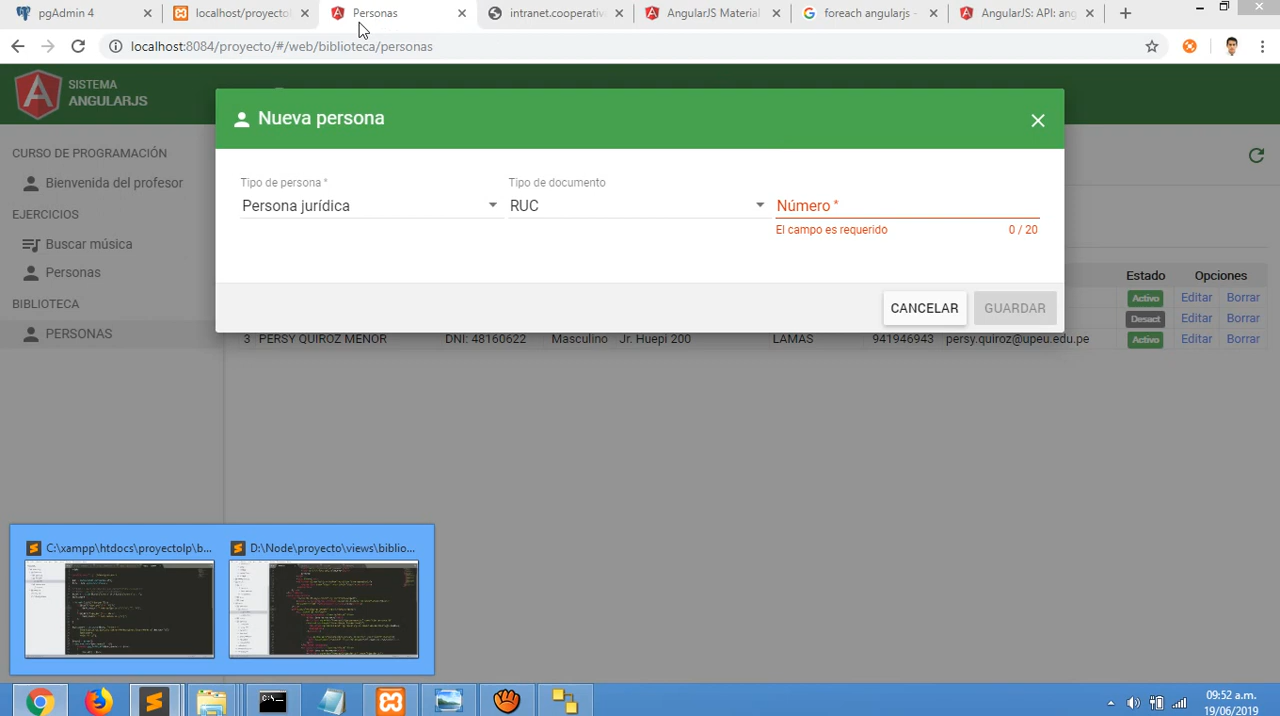 pgAdmin 4
localhost/proyectol
Personas
intranet.cooperativ
AngularJS Material
foreach angularjs -
AngularJS: API: ang
localhost:8084/proyecto/#/web/biblioteca/personas
SISTEMA
ANGULARJS
Nueva persona
CURSO DE PROGRAMACIÓN
Bienvenida del profesor
EJERCICIOS
Buscar música
Personas
BIBLIOTECA
PERSONAS
Tipo de persona *
Tipo de documento
Persona jurídica
RUC
Número *
El campo es requerido
0 / 20
CANCELAR
GUARDAR
Estado
Opciones
Activo
Editar
Borrar
Desact
Editar
Borrar
3 PERSY QUIROZ MENOR DNI: 48160622 Masculino Jr. Huepi 200 LAMAS 941946943 persy.quiroz@upeu.edu.pe Activo Editar Borrar
C:\xampp\htdocs\proyectolp\b...
D:\Node\proyecto\views\biblio...
09:52 a.m.
19/06/2019